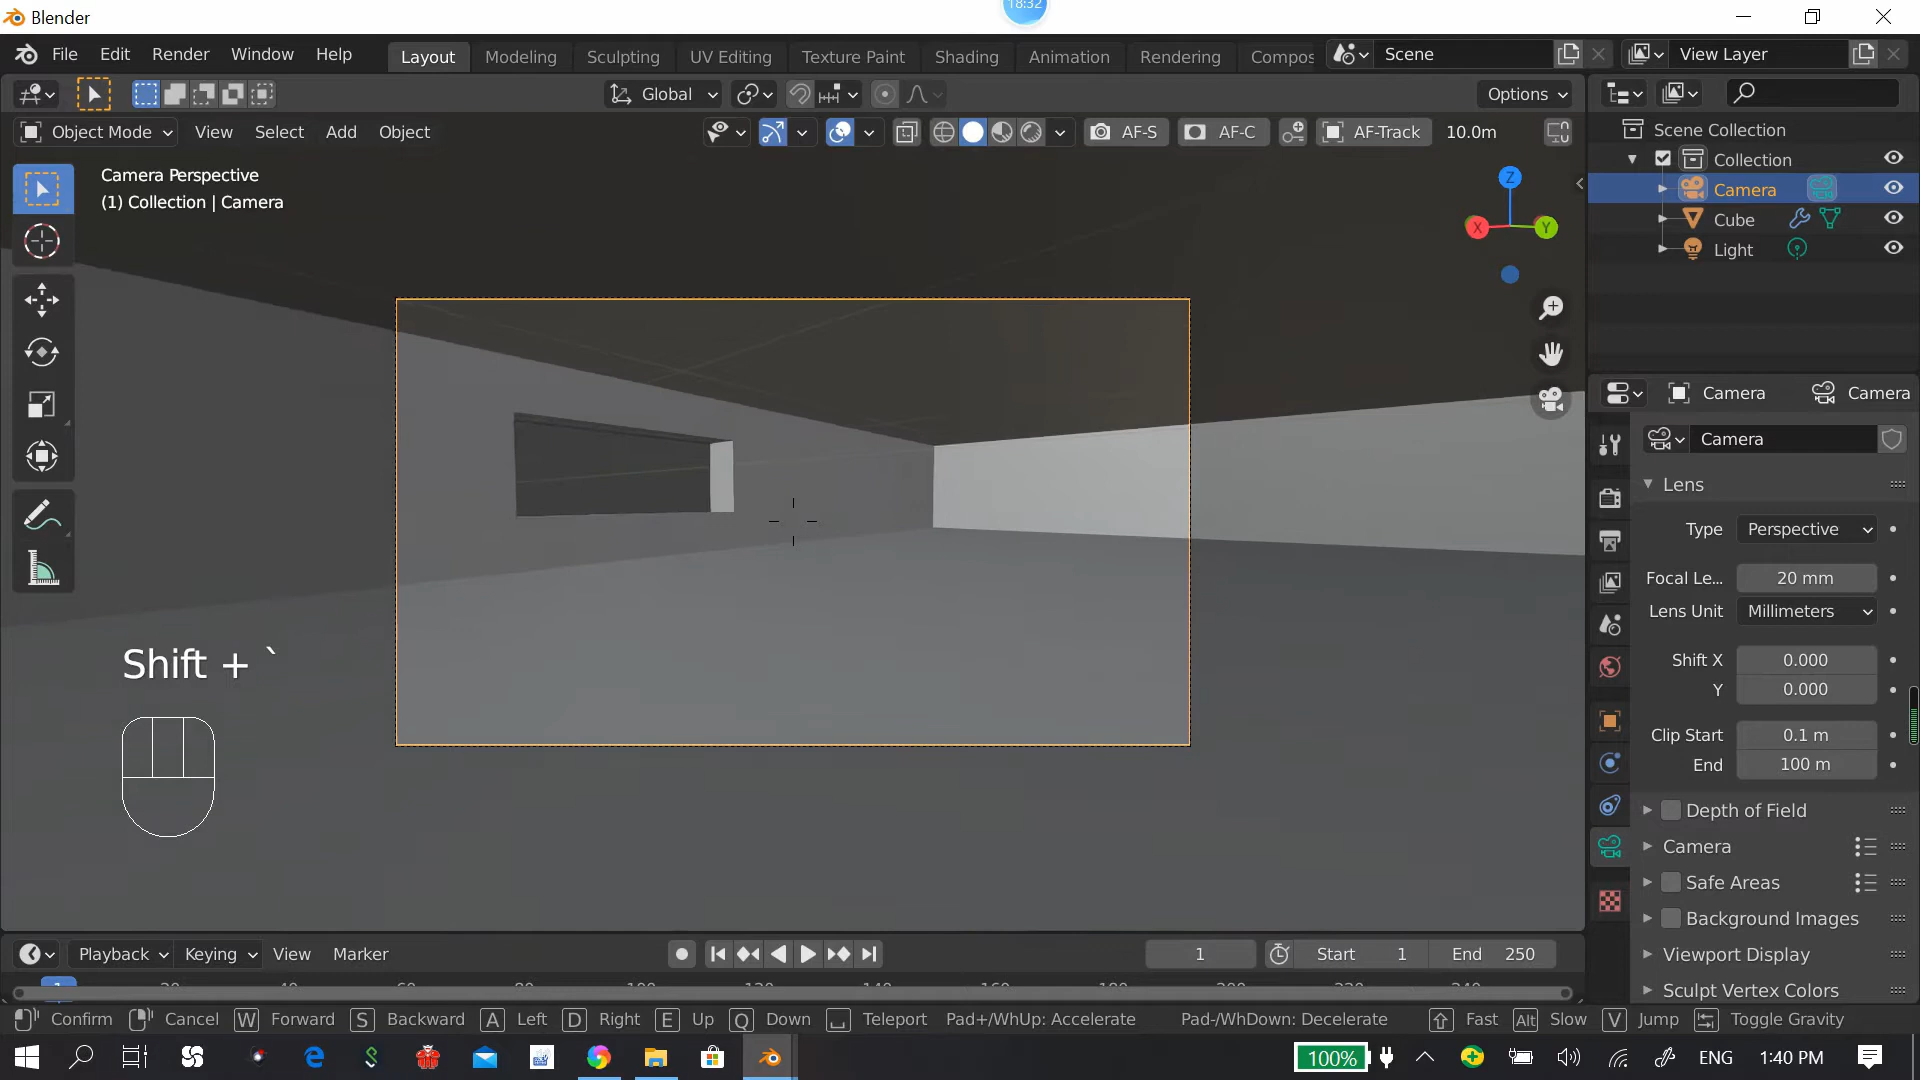 18:32
Blender
File Edit Render Window Help Layout Modeling Sculpting UV Editing Texture Paint Shading Animation Rendering Compos Scene View Layer
Global Options
Object Mode View Select Add Object AF-S AF-C AF-Track 10.0m
Scene Collection
Collection
Camera
Cube
Light
Camera Perspective
(1) Collection | Camera
Z
X
Y
Camera Camera
Camera
Lens
Type Perspective
Focal Le... 20 mm
Lens Unit Millimeters
Shift X 0.000
Y 0.000
Clip Start 0.1 m
End 100 m
Depth of Field
Camera
Safe Areas
Background Images
Viewport Display
Sculpt Vertex Colors
Shift + `
Playback Keying View Marker 1 Start 1 End 250
Confirm Cancel W Forward S Backward A Left D Right E Up Q Down Teleport Pad+/WhUp: Accelerate Pad-/WhDown: Decelerate Fast Alt Slow V Jump Toggle Gravity
100% ENG 1:40 PM